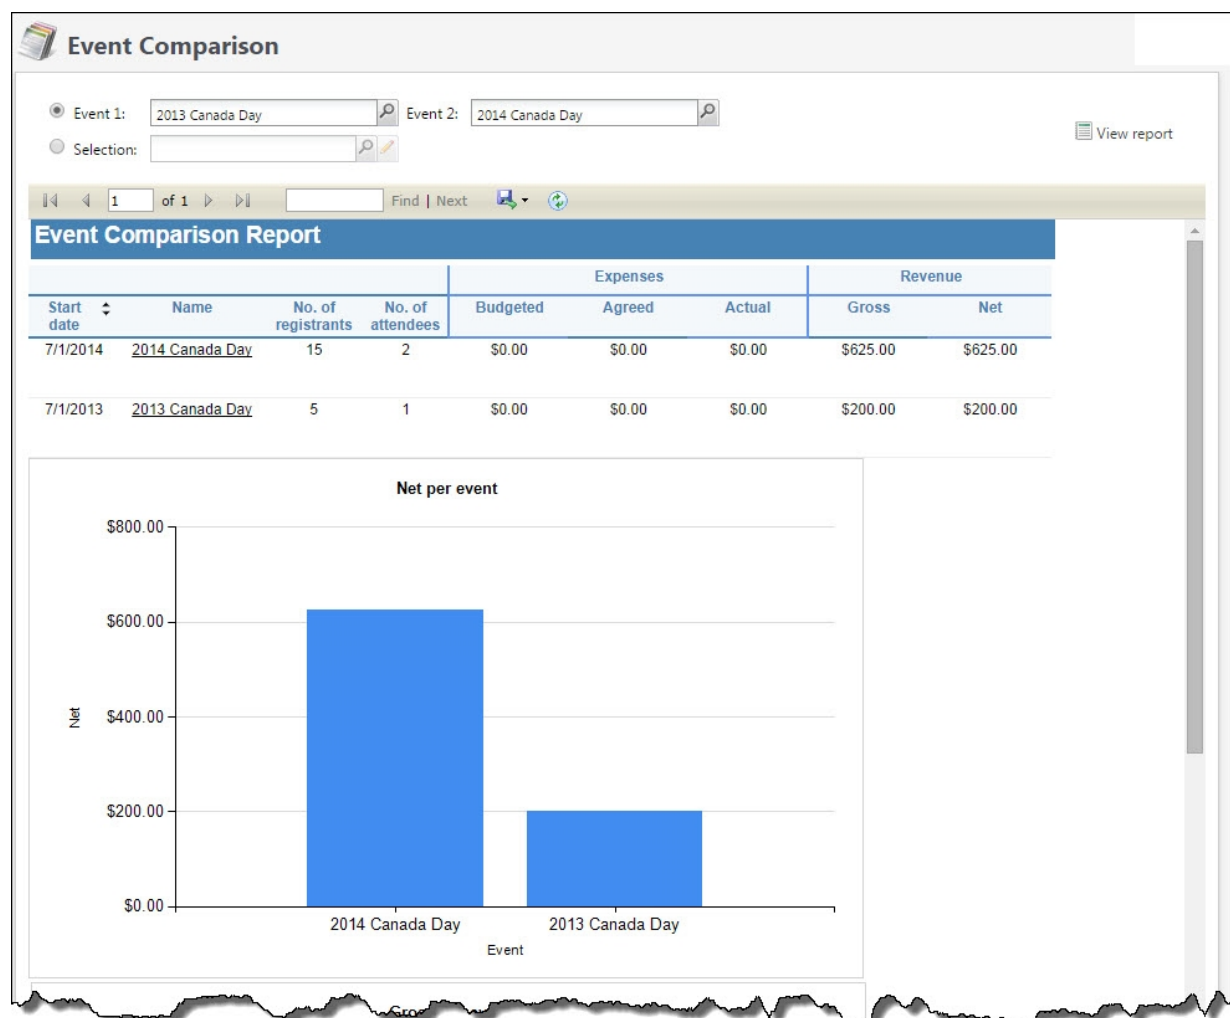 Event Comparison
Event 1: 2013 Canada Day Event 2: 2014 Canada Day
View report
Selection:
1 of 1 Find | Next
Event Comparison Report
Expenses Revenue
Start date Name No. of registrants No. of attendees Budgeted Agreed Actual Gross Net
7/1/2014 2014 Canada Day 15 2 $0.00 $0.00 $0.00 $625.00 $625.00
7/1/2013 2013 Canada Day 5 1 $0.00 $0.00 $0.00 $200.00 $200.00
Net per event
$800.00
$600.00
Net
$400.00
$200.00
$0.00
2014 Canada Day 2013 Canada Day
Event